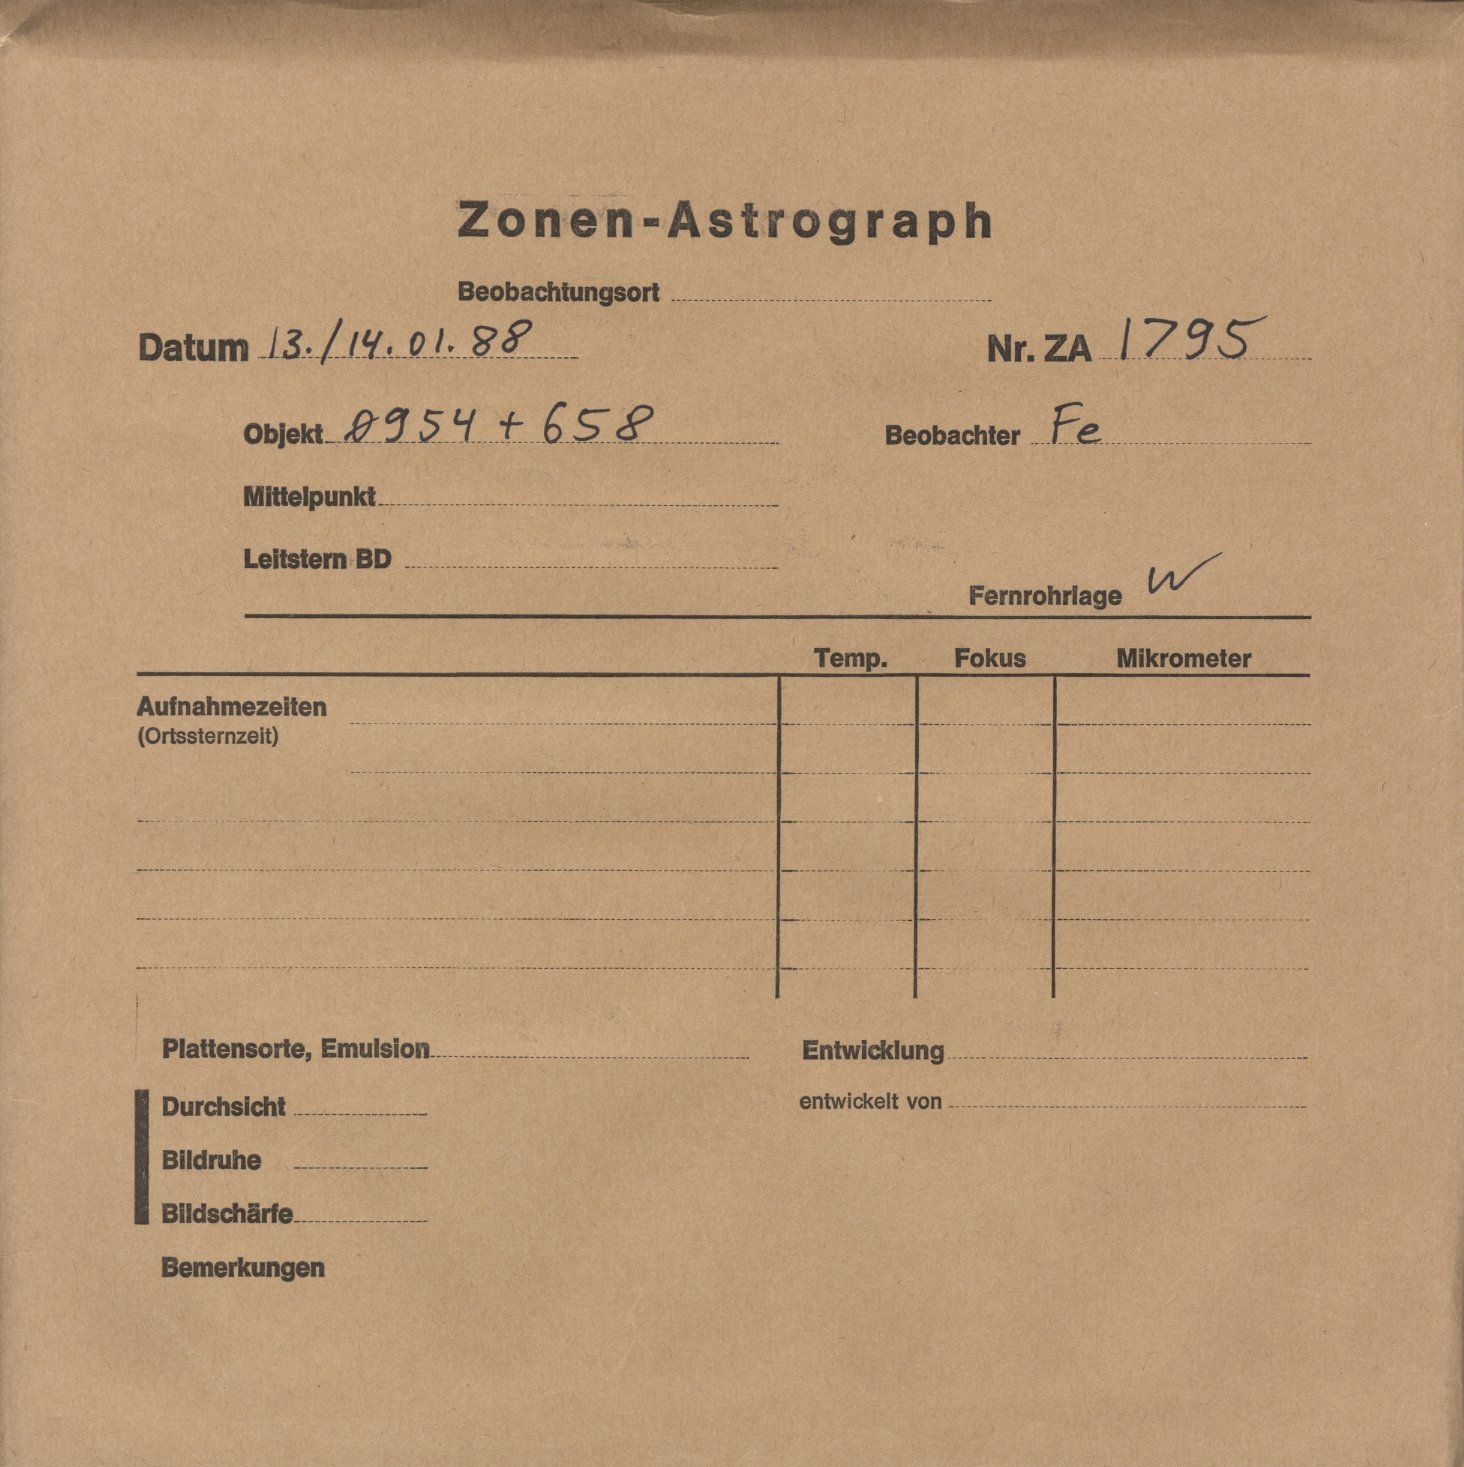 Zonen-Astrograph
Beobachtungsort
Datum 13./14.01.88 Nr. ZA 1795
Objekt 0954 + 658 Beobachter Fe
Mittelpunkt
Leitstern BD
Fernrohrlage W
Temp. Fokus Mikrometer
Aufnahmezeiten
(Ortssternzeit)
Plattensorte, Emulsion Entwicklung
Durchsicht entwickelt von
Bildruhe
Bildschärfe
Bemerkungen